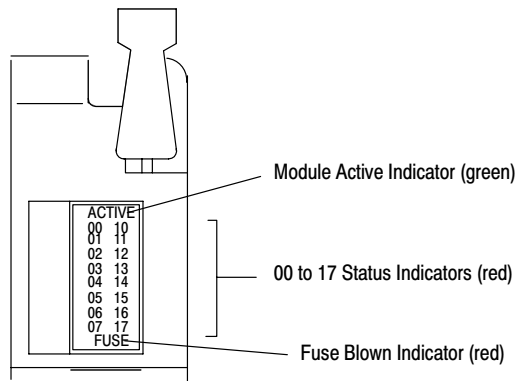 Module Active Indicator (green)
ACTIVE
00 10
01 11
02 12
03 13
04 14
05 15
06 16
07 17
FUSE
00 to 17 Status Indicators (red)
Fuse Blown Indicator (red)